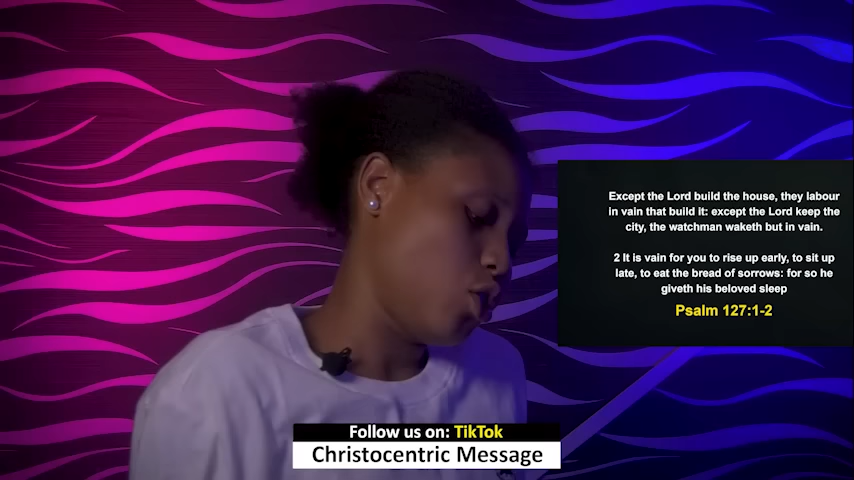 Except the Lord build the house, they labour
in vain that build it: except the Lord keep the
city, the watchman waketh but in vain.
2 It is vain for you to rise up early, to sit up
late, to eat the bread of sorrows: for so he
giveth his beloved sleep
Psalm 127:1-2
Follow us on: TikTok
Christocentric Message